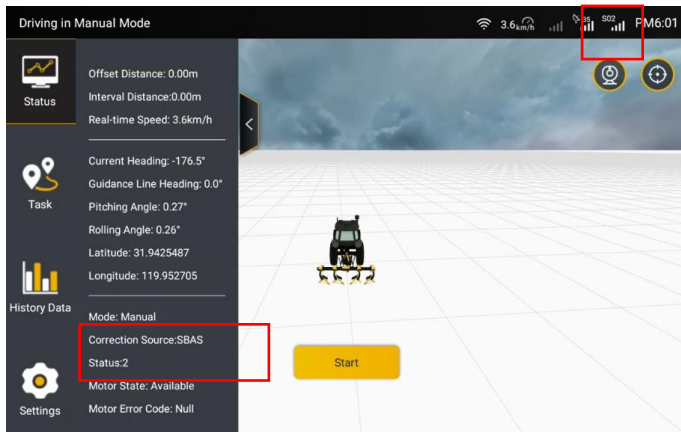 Driving in Manual Mode
3.6km/h
35
S02
PM6:01
Status
Offset Distance: 0.00m
Interval Distance:0.00m
Real-time Speed: 3.6km/h
Current Heading: -176.5°
Guidance Line Heading: 0.0°
Task
Pitching Angle: 0.27°
Rolling Angle: 0.26°
Latitude: 31.9425487
Longitude: 119.952705
History Data
Mode: Manual
Correction Source:SBAS
Status:2
Start
Motor State: Available
Settings
Motor Error Code: Null